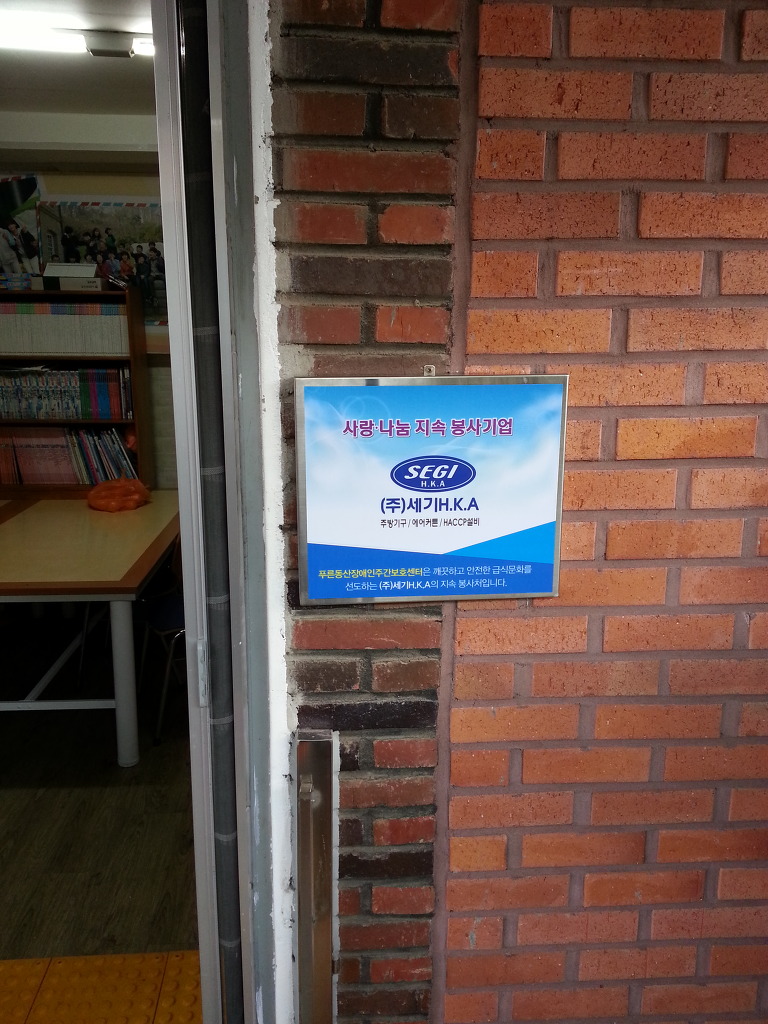 사랑·나눔 지속 봉사기업
SEGI
H.K.A
(주)세기H.K.A
주방기구 / 에어커튼 / HACCP설비
푸른동산장애인주간보호센터은 깨끗하고 안전한 급식문화를
선도하는 (주)세기H.K.A의 지속 봉사처입니다.